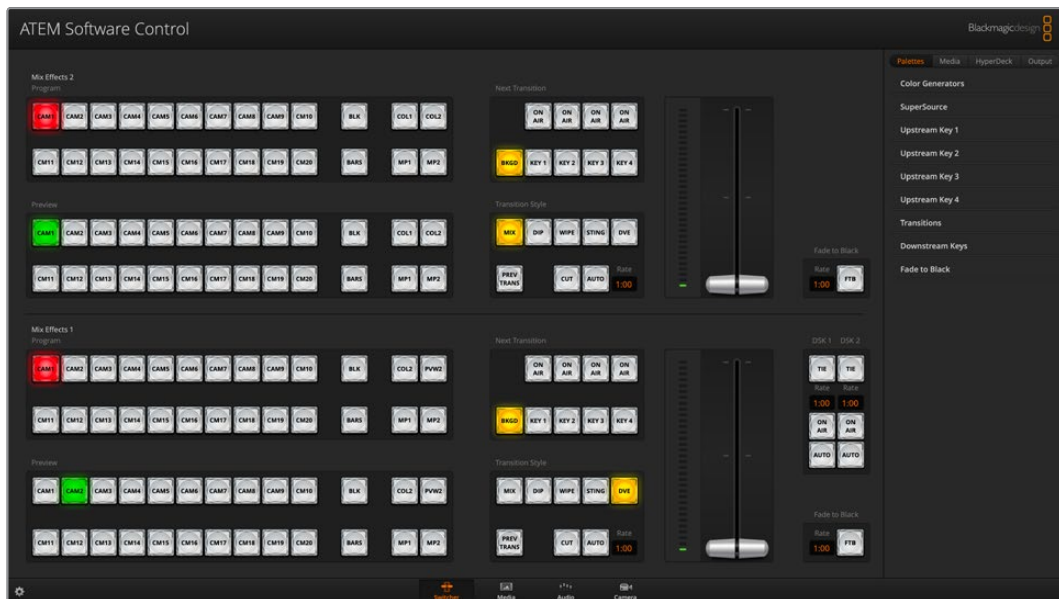 ATEM Software Control
Blackmagicdesign
Palettes Media HyperDeck Output
Color Generators
SuperSource
Upstream Key 1
Upstream Key 2
Upstream Key 3
Upstream Key 4
Transitions
Downstream Keys
Fade to Black
Mix Effects 2
Program
CAM1 CAM2 CAM3 CAM4 CAM5 CAM6 CAM7 CAM8 CAM9 CM10 BLK COL1 COL2
CM11 CM12 CM13 CM14 CM15 CM16 CM17 CM18 CM19 CM20 BARS MP1 MP2
Next Transition
ON AIR ON AIR ON AIR ON AIR
BKGD KEY 1 KEY 2 KEY 3 KEY 4
Preview
CAM1 CAM2 CAM3 CAM4 CAM5 CAM6 CAM7 CAM8 CAM9 CM10 BLK COL1 COL2
CM11 CM12 CM13 CM14 CM15 CM16 CM17 CM18 CM19 CM20 BARS MP1 MP2
Transition Style
MIX DIP WIPE STING DVE
Rate
PREV TRANS CUT AUTO 1:00
Fade to Black
Rate
1:00 FTB
Mix Effects 1
Program
CAM1 CAM2 CAM3 CAM4 CAM5 CAM6 CAM7 CAM8 CAM9 CM10 BLK COL2 PVW2
CM11 CM12 CM13 CM14 CM15 CM16 CM17 CM18 CM19 CM20 BARS MP1 MP2
Next Transition
ON AIR ON AIR ON AIR ON AIR
BKGD KEY 1 KEY 2 KEY 3 KEY 4
DSK 1 DSK 2
TIE TIE
Rate Rate
1:00 1:00
ON AIR ON AIR
AUTO AUTO
Preview
CAM1 CAM2 CAM3 CAM4 CAM5 CAM6 CAM7 CAM8 CAM9 CM10 BLK COL2 PVW2
CM11 CM12 CM13 CM14 CM15 CM16 CM17 CM18 CM19 CM20 BARS MP1 MP2
Transition Style
MIX DIP WIPE STING DVE
Rate
PREV TRANS CUT AUTO 1:00
Fade to Black
Rate
1:00 FTB
Switcher Media Audio Camera